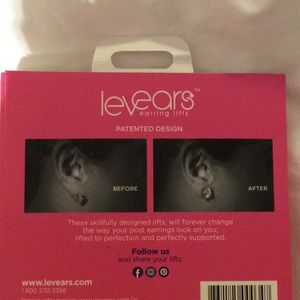 levears™
earring lifts
PATENTED DESIGN
BEFORE
AFTER
These skillfully designed lifts, will forever change
the way your post earrings look on you;
lifted to perfection and perfectly supported.
Follow us
and share your lifts:
www.levears.com
1 800 270 2356